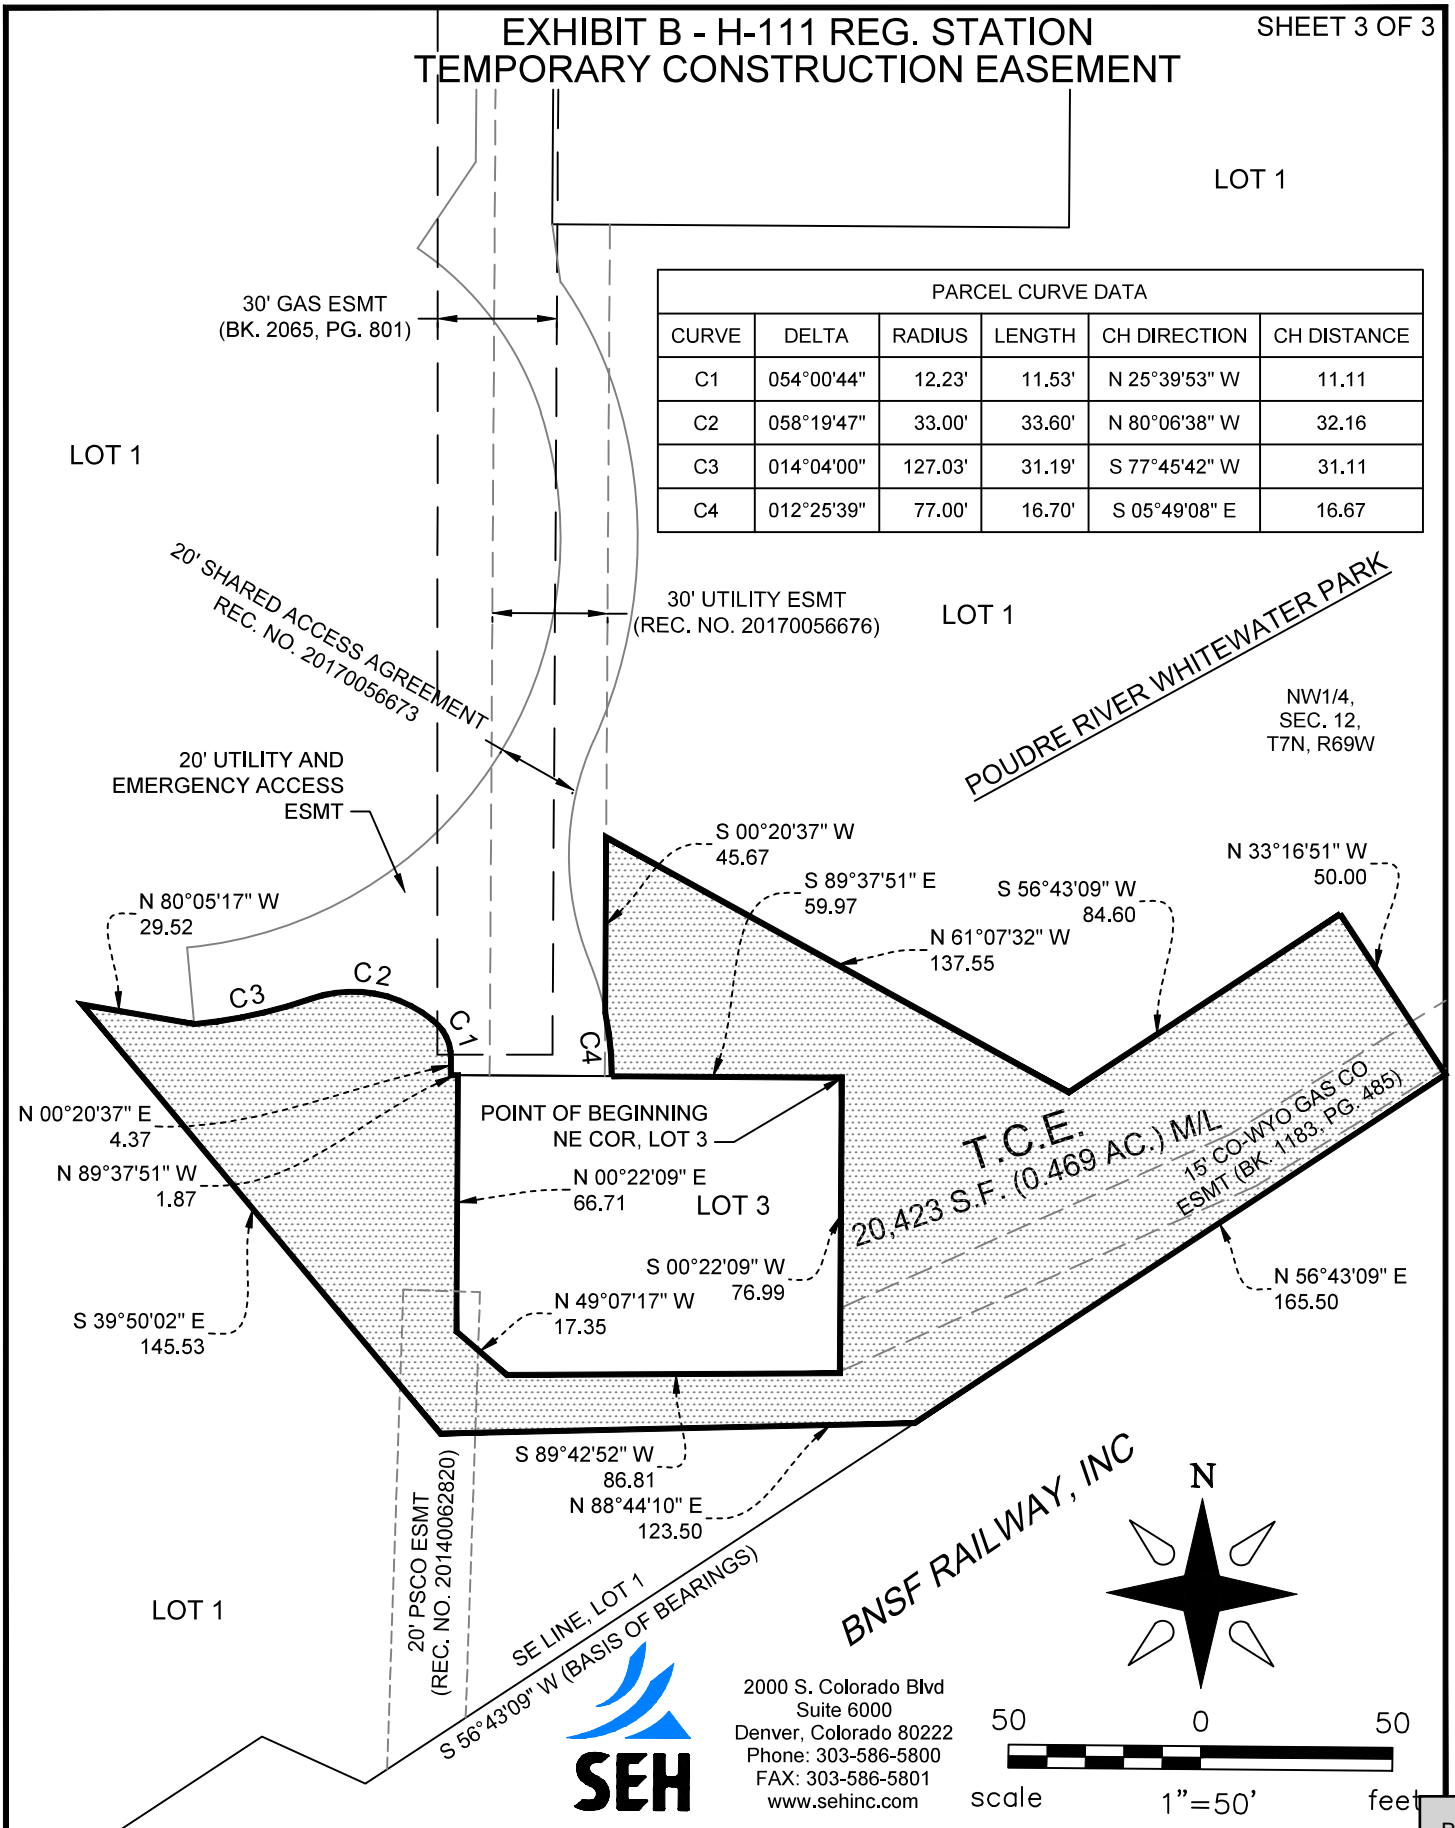 EXHIBIT B - H-111 REG. STATION
TEMPORARY CONSTRUCTION EASEMENT
SHEET 3 OF 3
LOT 1
30' GAS ESMT
(BK. 2065, PG. 801)
PARCEL CURVE DATA
CURVE DELTA RADIUS LENGTH CH DIRECTION CH DISTANCE
C1 054°00'44" 12.23' 11.53' N 25°39'53" W 11.11
C2 058°19'47" 33.00' 33.60' N 80°06'38" W 32.16
C3 014°04'00" 127.03' 31.19' S 77°45'42" W 31.11
C4 012°25'39" 77.00' 16.70' S 05°49'08" E 16.67
LOT 1
20' SHARED ACCESS AGREEMENT
REC. NO. 20170056673
30' UTILITY ESMT
(REC. NO. 20170056676)
LOT 1
POUDRE RIVER WHITEWATER PARK
NW1/4,
SEC. 12,
T7N, R69W
20' UTILITY AND
EMERGENCY ACCESS
ESMT
S 00°20'37" W
45.67
S 89°37'51" E
59.97
N 61°07'32" W
137.55
S 56°43'09" W
84.60
N 33°16'51" W
50.00
N 80°05'17" W
29.52
C3
C2
C1
C4
N 00°20'37" E
4.37
N 89°37'51" W
1.87
POINT OF BEGINNING
NE COR, LOT 3
N 00°22'09" E
66.71
LOT 3
S 00°22'09" W
76.99
N 49°07'17" W
17.35
T.C.E.
20,423 S.F. (0.469 AC.) M/L
15' CO-WYO GAS CO
ESMT (BK. 1183, PG. 485)
N 56°43'09" E
165.50
S 39°50'02" E
145.53
S 89°42'52" W
86.81
N 88°44'10" E
123.50
20' PSCO ESMT
(REC. NO. 20140062820)
LOT 1
SE LINE, LOT 1
S 56°43'09" W (BASIS OF BEARINGS)
BNSF RAILWAY, INC
N
SEH
2000 S. Colorado Blvd
Suite 6000
Denver, Colorado 80222
Phone: 303-586-5800
FAX: 303-586-5801
www.sehinc.com
50 0 50
scale 1"=50' feet